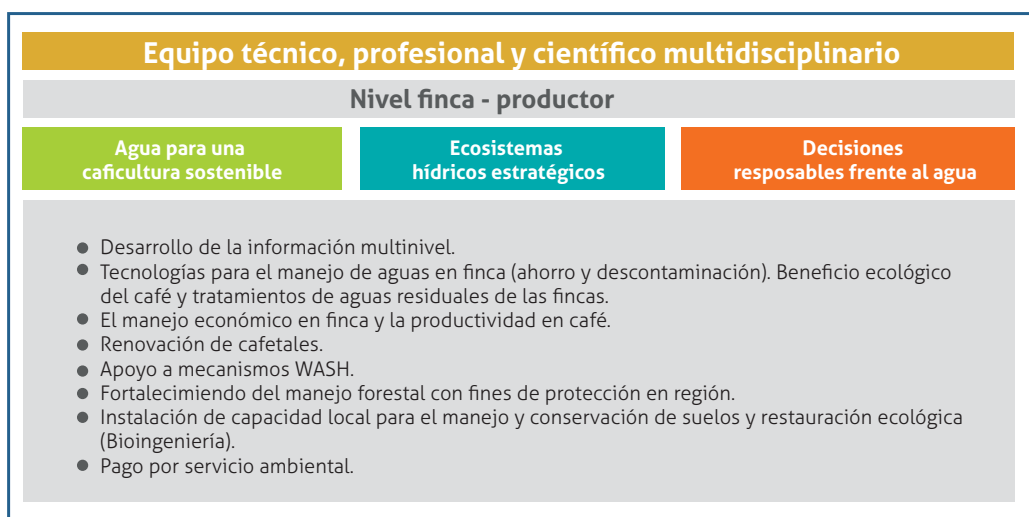 Equipo técnico, profesional y científico multidisciplinario
Nivel finca - productor
Agua para una
caficultura sostenible
Ecosistemas
hídricos estratégicos
Decisiones
resposables frente al agua
● Desarrollo de la información multinivel.
● Tecnologías para el manejo de aguas en finca (ahorro y descontaminación). Beneficio ecológico
del café y tratamientos de aguas residuales de las fincas.
● El manejo económico en finca y la productividad en café.
● Renovación de cafetales.
● Apoyo a mecanismos WASH.
● Fortalecimiendo del manejo forestal con fines de protección en región.
● Instalación de capacidad local para el manejo y conservación de suelos y restauración ecológica
(Bioingeniería).
● Pago por servicio ambiental.